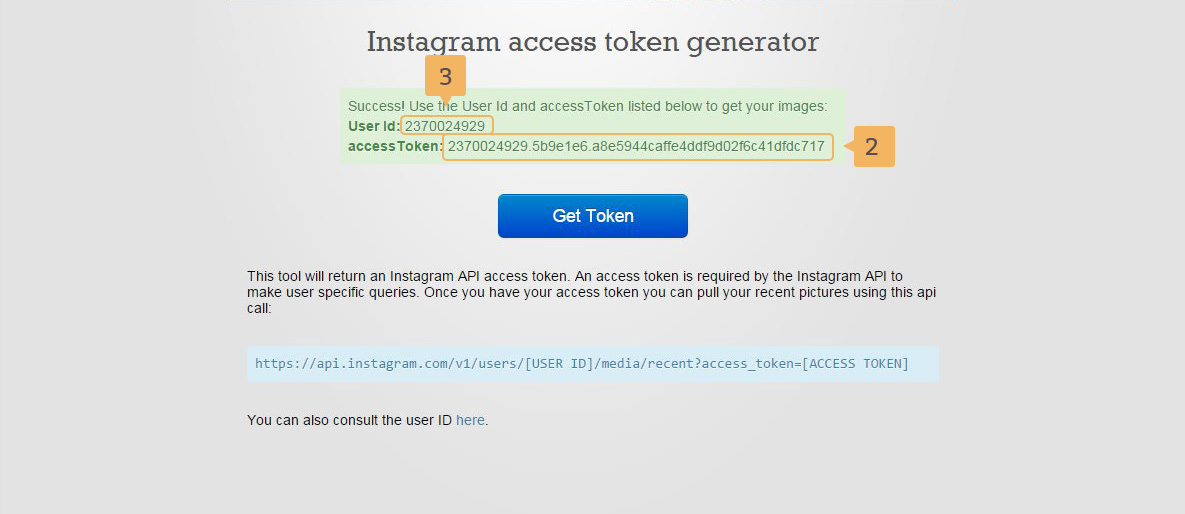 Instagram access token generator
3
Success! Use the User Id and accessToken listed below to get your images:
User Id: 2370024929
accessToken: 2370024929.5b9e1e6.a8e5944caffe4ddf9d02f6c41dfdc717
2
Get Token
This tool will return an Instagram API access token. An access token is required by the Instagram API to
make user specific queries. Once you have your access token you can pull your recent pictures using this api
call:
https://api.instagram.com/v1/users/[USER ID]/media/recent?access_token=[ACCESS TOKEN]
You can also consult the user ID here.